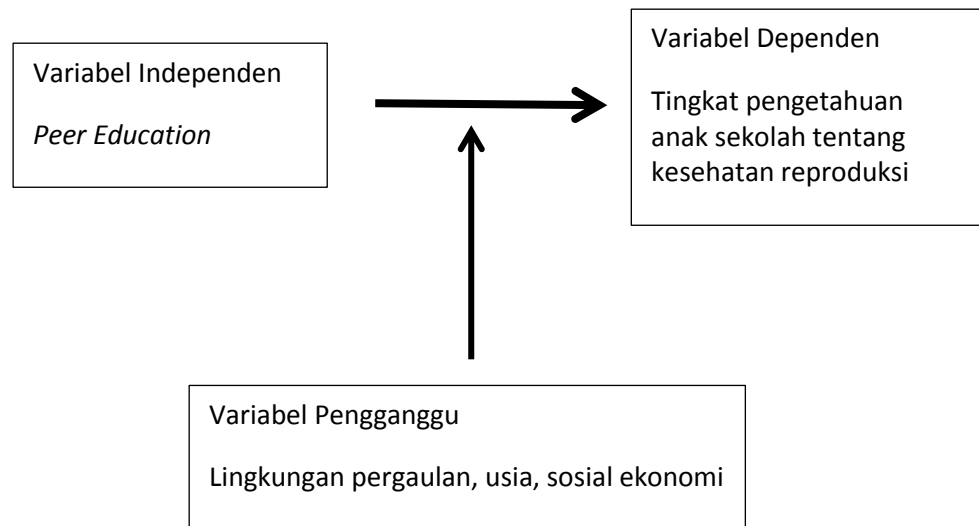 Variabel Independen
Peer Education
Variabel Dependen
Tingkat pengetahuan
anak sekolah tentang
kesehatan reproduksi
Variabel Pengganggu
Lingkungan pergaulan, usia, sosial ekonomi